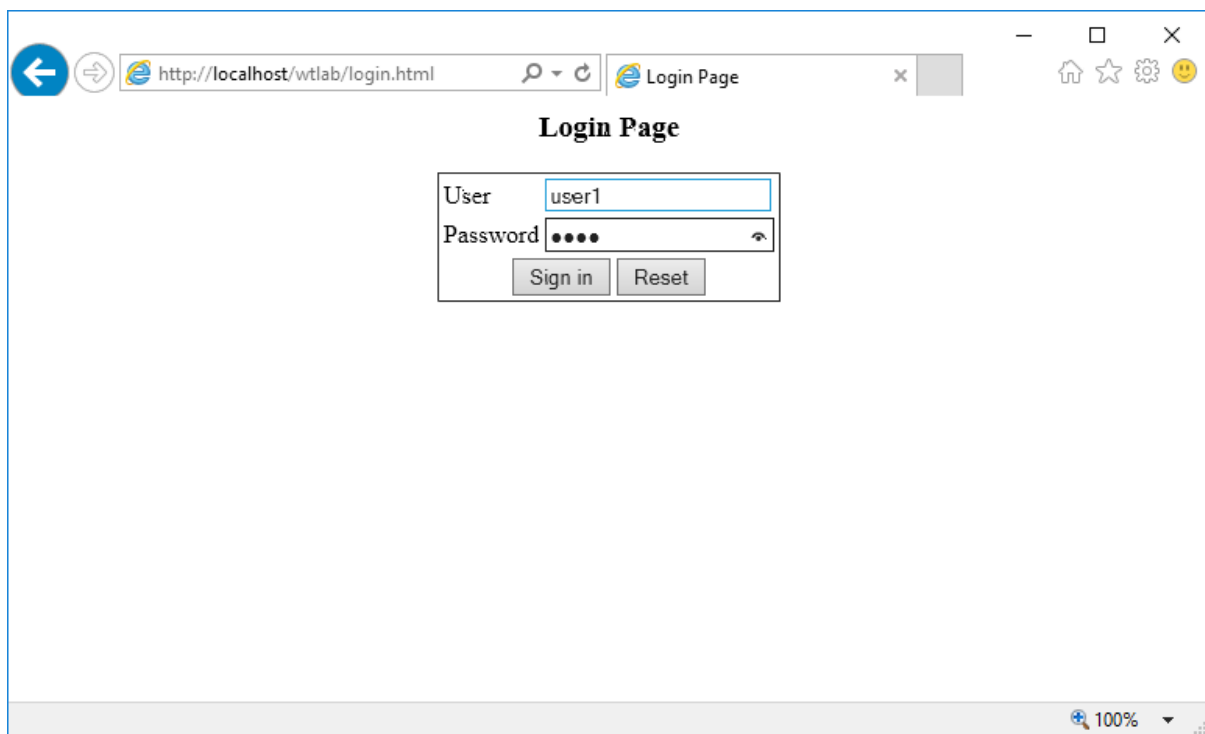 http://localhost/wtlab/login.html Login Page
Login Page
User user1
Password ••••
Sign in Reset
100%